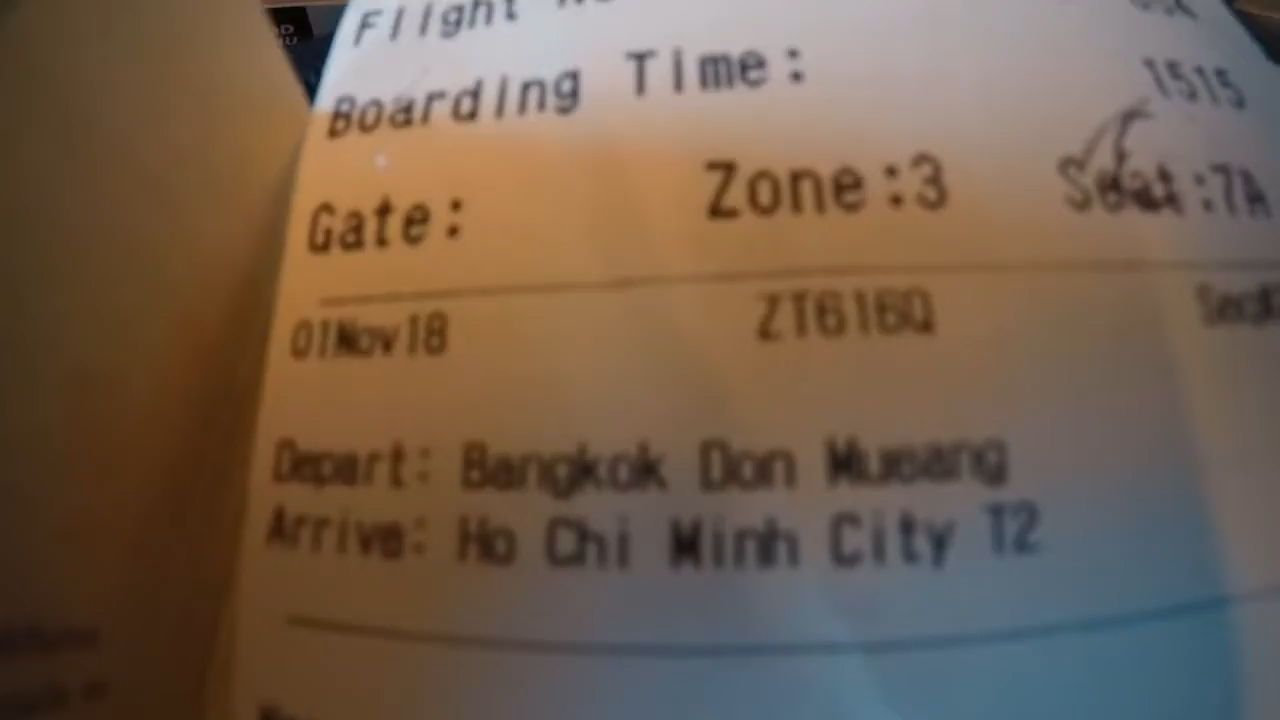 Flight
Boarding Time: 1515
Gate: Zone:3 Seat:7A
01Nov18 ZT616Q
Depart: Bangkok Don Mueang
Arrive: Ho Chi Minh City T2